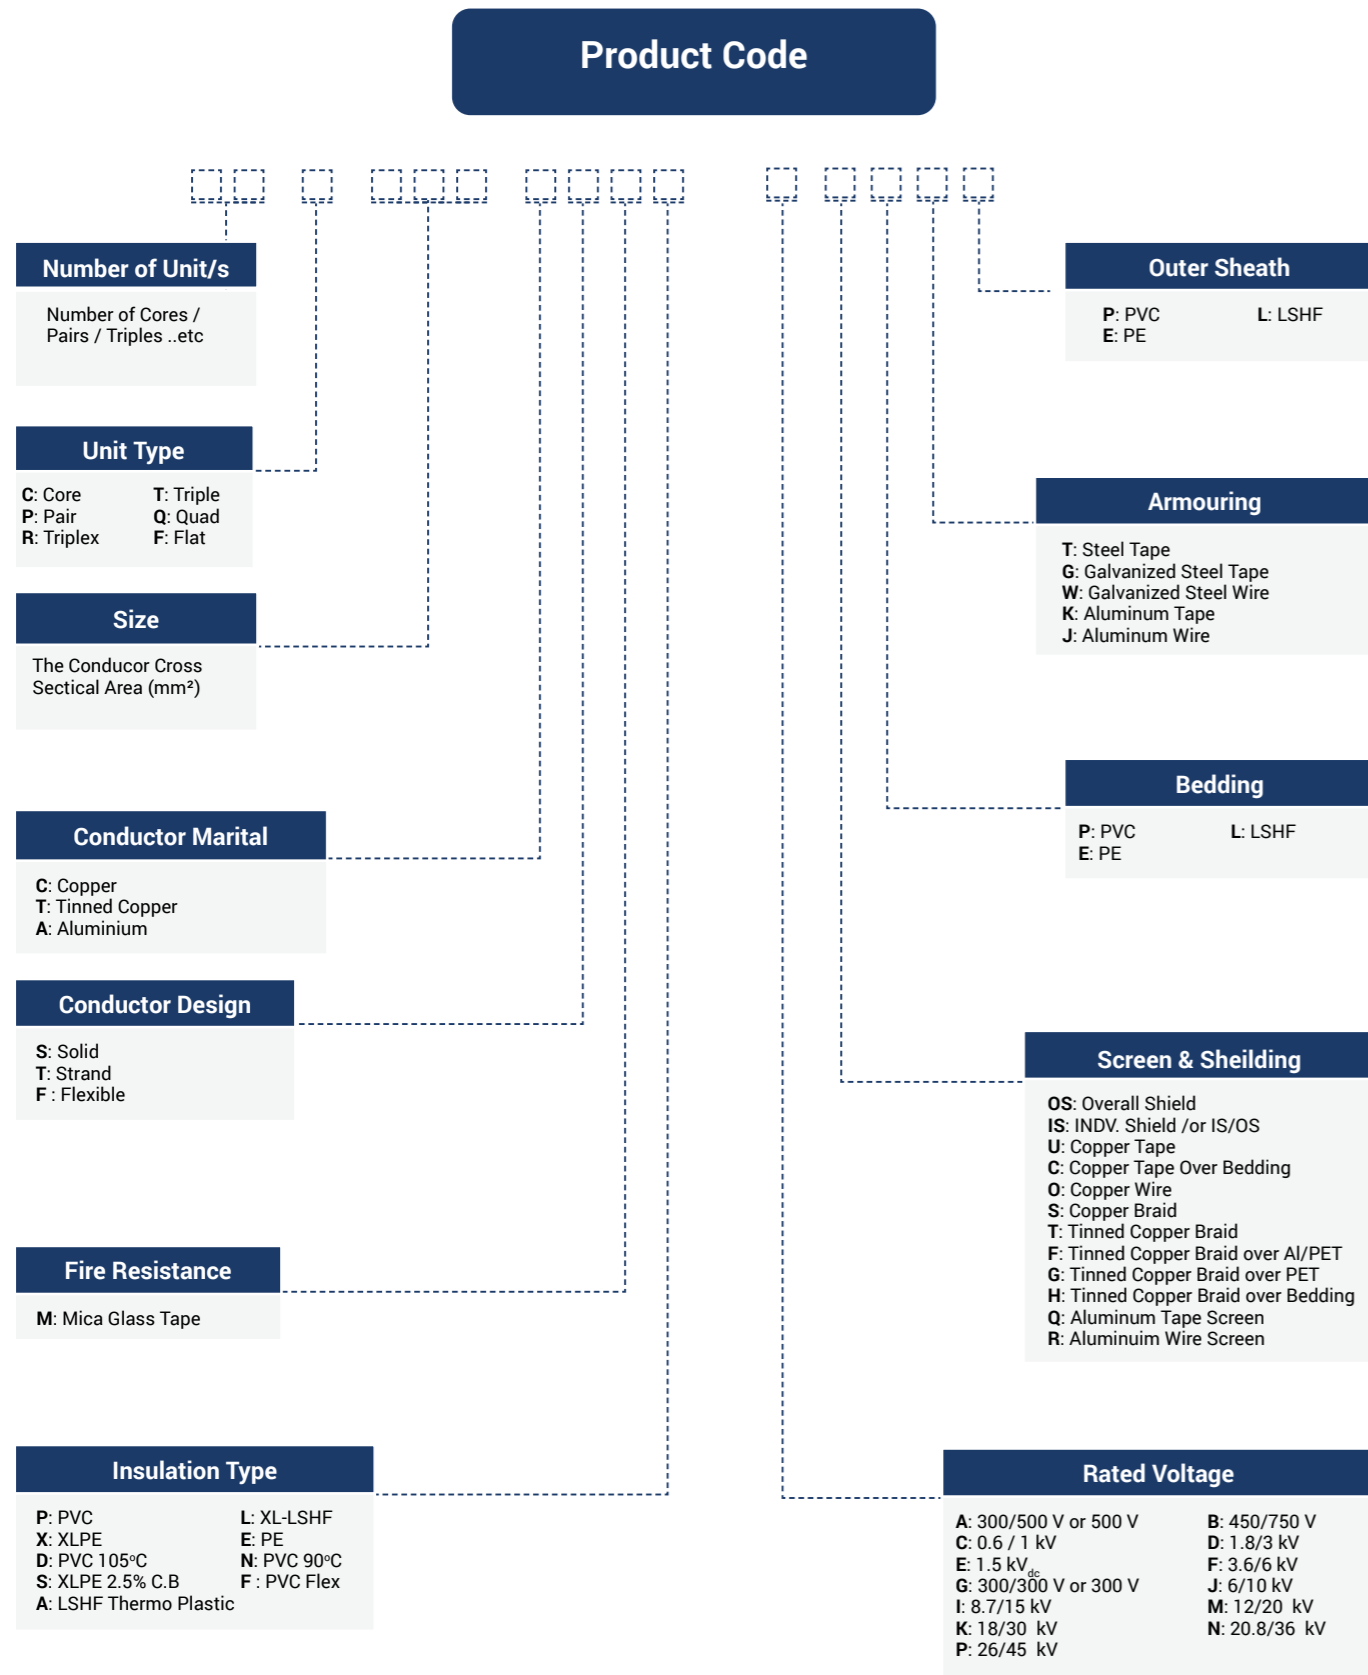 Product Code
Number of Unit/s
Number of Cores /
Pairs / Triples ..etc
Unit Type
C: Core T: Triple
P: Pair Q: Quad
R: Triplex F: Flat
Size
The Conducor Cross
Sectical Area (mm²)
Conductor Marital
C: Copper
T: Tinned Copper
A: Aluminium
Conductor Design
S: Solid
T: Strand
F : Flexible
Fire Resistance
M: Mica Glass Tape
Insulation Type
P: PVC L: XL-LSHF
X: XLPE E: PE
D: PVC 105°C N: PVC 90°C
S: XLPE 2.5% C.B F : PVC Flex
A: LSHF Thermo Plastic
Outer Sheath
P: PVC L: LSHF
E: PE
Armouring
T: Steel Tape
G: Galvanized Steel Tape
W: Galvanized Steel Wire
K: Aluminum Tape
J: Aluminum Wire
Bedding
P: PVC L: LSHF
E: PE
Screen & Sheilding
OS: Overall Shield
IS: INDV. Shield /or IS/OS
U: Copper Tape
C: Copper Tape Over Bedding
O: Copper Wire
S: Copper Braid
T: Tinned Copper Braid
F: Tinned Copper Braid over Al/PET
G: Tinned Copper Braid over PET
H: Tinned Copper Braid over Bedding
Q: Aluminum Tape Screen
R: Aluminuim Wire Screen
Rated Voltage
A: 300/500 V or 500 V B: 450/750 V
C: 0.6 / 1 kV D: 1.8/3 kV
E: 1.5 kVdc F: 3.6/6 kV
G: 300/300 V or 300 V J: 6/10 kV
I: 8.7/15 kV M: 12/20 kV
K: 18/30 kV N: 20.8/36 kV
P: 26/45 kV